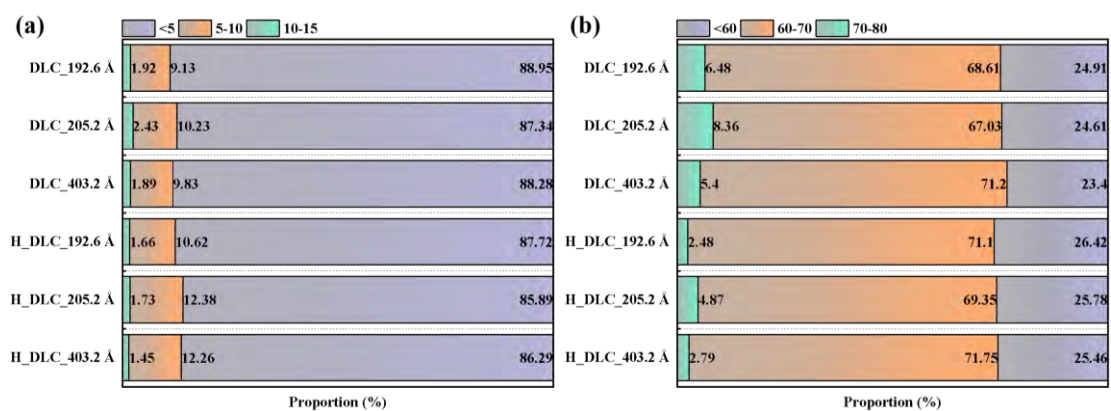 (a)
<5 5-10 10-15
DLC_192.6 Å 1.92 9.13 88.95
DLC_205.2 Å 2.43 10.23 87.34
DLC_403.2 Å 1.89 9.83 88.28
H_DLC_192.6 Å 1.66 10.62 87.72
H_DLC_205.2 Å 1.73 12.38 85.89
H_DLC_403.2 Å 1.45 12.26 86.29
Proportion (%)
(b)
<60 60-70 70-80
DLC_192.6 Å 6.48 68.61 24.91
DLC_205.2 Å 8.36 67.03 24.61
DLC_403.2 Å 5.4 71.2 23.4
H_DLC_192.6 Å 2.48 71.1 26.42
H_DLC_205.2 Å 4.87 69.35 25.78
H_DLC_403.2 Å 2.79 71.75 25.46
Proportion (%)